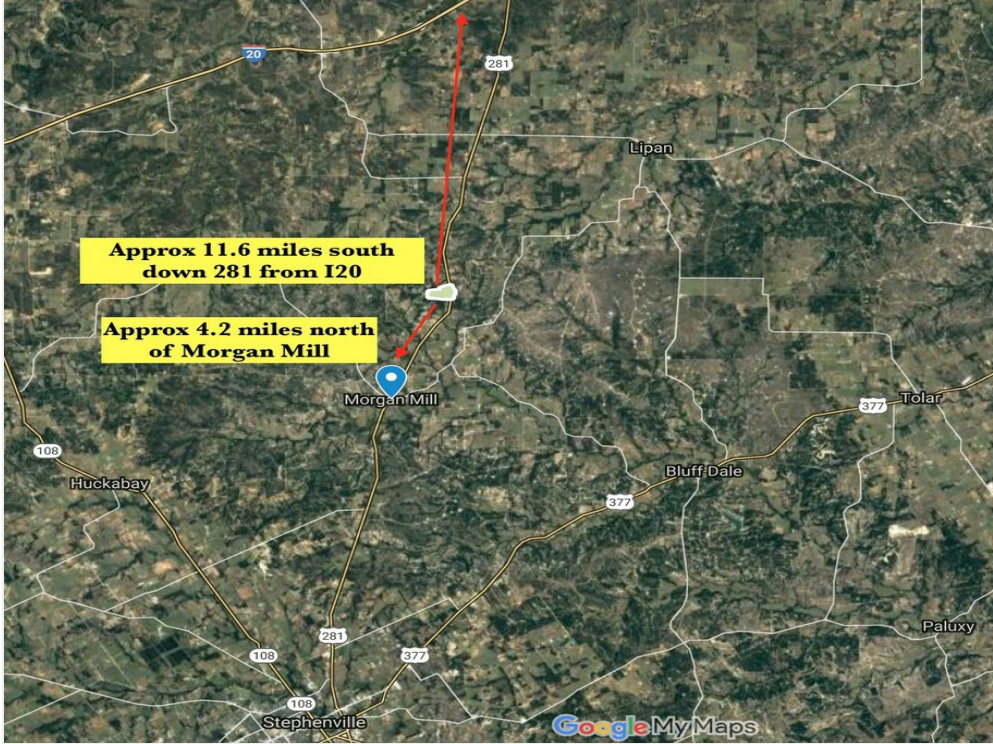 20
281
Lipan
Approx 11.6 miles south
down 281 from I20
Approx 4.2 miles north
of Morgan Mill
Morgan Mill
377
Tolar
108
Huckabay
Bluff Dale
377
Paluxy
281
108
377
108
Stephenville
Google My Maps